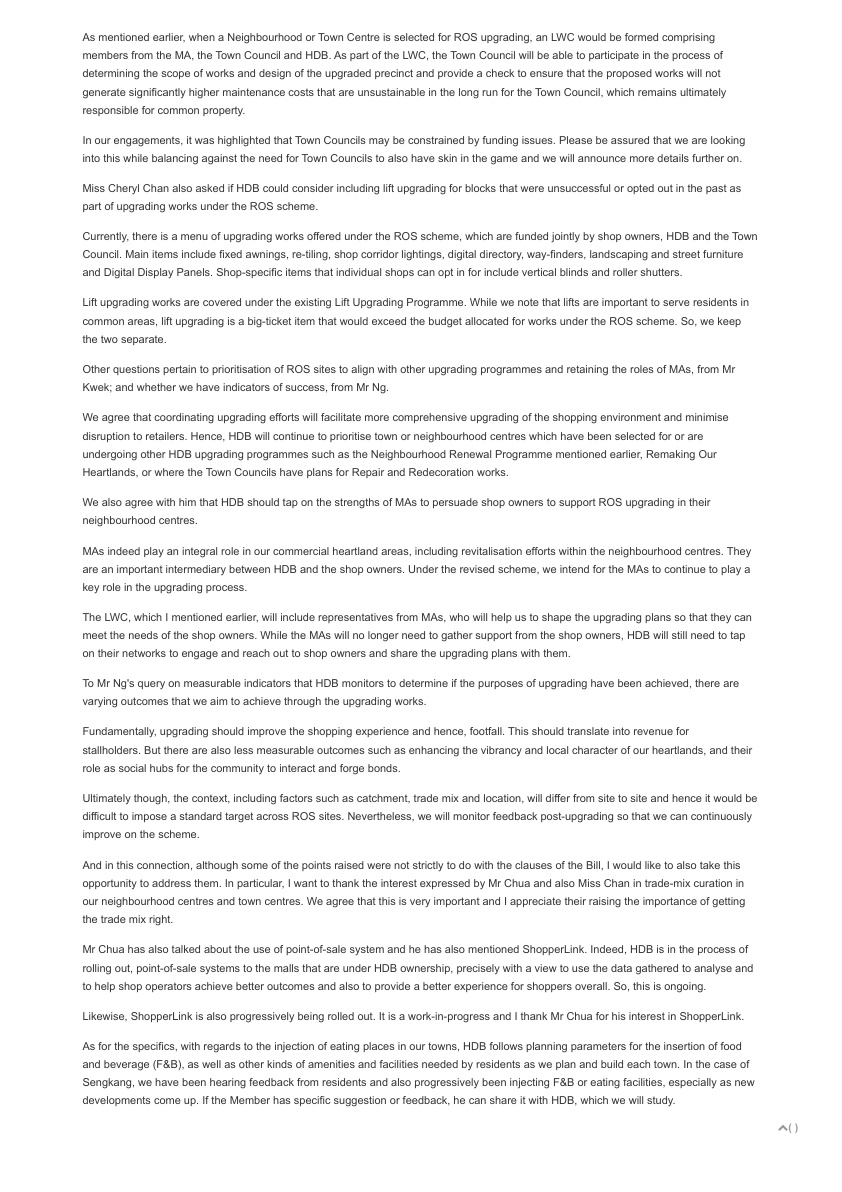 As mentioned earlier, when a Neighbourhood or Town Centre is selected for ROS upgrading, an LWC would be formed comprising
members from the MA, the Town Council and HDB. As part of the LWC, the Town Council will be able to participate in the process of
determining the scope of works and design of the upgraded precinct and provide a check to ensure that the proposed works will not
generate significantly higher maintenance costs that are unsustainable in the long run for the Town Council, which remains ultimately
responsible for common property.
In our engagements, it was highlighted that Town Councils may be constrained by funding issues. Please be assured that we are looking
into this while balancing against the need for Town Councils to also have skin in the game and we will announce more details further on.
Miss Cheryl Chan also asked if HDB could consider including lift upgrading for blocks that were unsuccessful or opted out in the past as
part of upgrading works under the ROS scheme.
Currently, there is a menu of upgrading works offered under the ROS scheme, which are funded jointly by shop owners, HDB and the Town
Council. Main items include fixed awnings, re-tiling, shop corridor lightings, digital directory, way-finders, landscaping and street furniture
and Digital Display Panels. Shop-specific items that individual shops can opt in for include vertical blinds and roller shutters.
Lift upgrading works are covered under the existing Lift Upgrading Programme. While we note that lifts are important to serve residents in
common areas, lift upgrading is a big-ticket item that would exceed the budget allocated for works under the ROS scheme. So, we keep
the two separate.
Other questions pertain to prioritisation of ROS sites to align with other upgrading programmes and retaining the roles of MAs, from Mr
Kwek; and whether we have indicators of success, from Mr Ng.
We agree that coordinating upgrading efforts will facilitate more comprehensive upgrading of the shopping environment and minimise
disruption to retailers. Hence, HDB will continue to prioritise town or neighbourhood centres which have been selected for or are
undergoing other HDB upgrading programmes such as the Neighbourhood Renewal Programme mentioned earlier, Remaking Our
Heartlands, or where the Town Councils have plans for Repair and Redecoration works.
We also agree with him that HDB should tap on the strengths of MAs to persuade shop owners to support ROS upgrading in their
neighbourhood centres.
MAs indeed play an integral role in our commercial heartland areas, including revitalisation efforts within the neighbourhood centres. They
are an important intermediary between HDB and the shop owners. Under the revised scheme, we intend for the MAs to continue to play a
key role in the upgrading process.
The LWC, which I mentioned earlier, will include representatives from MAs, who will help us to shape the upgrading plans so that they can
meet the needs of the shop owners. While the MAs will no longer need to gather support from the shop owners, HDB will still need to tap
on their networks to engage and reach out to shop owners and share the upgrading plans with them.
To Mr Ng's query on measurable indicators that HDB monitors to determine if the purposes of upgrading have been achieved, there are
varying outcomes that we aim to achieve through the upgrading works.
Fundamentally, upgrading should improve the shopping experience and hence, footfall. This should translate into revenue for
stallholders. But there are also less measurable outcomes such as enhancing the vibrancy and local character of our heartlands, and their
role as social hubs for the community to interact and forge bonds.
Ultimately though, the context, including factors such as catchment, trade mix and location, will differ from site to site and hence it would be
difficult to impose a standard target across ROS sites. Nevertheless, we will monitor feedback post-upgrading so that we can continuously
improve on the scheme.
And in this connection, although some of the points raised were not strictly to do with the clauses of the Bill, I would like to also take this
opportunity to address them. In particular, I want to thank the interest expressed by Mr Chua and also Miss Chan in trade-mix curation in
our neighbourhood centres and town centres. We agree that this is very important and I appreciate their raising the importance of getting
the trade mix right.
Mr Chua has also talked about the use of point-of-sale system and he has also mentioned ShopperLink. Indeed, HDB is in the process of
rolling out, point-of-sale systems to the malls that are under HDB ownership, precisely with a view to use the data gathered to analyse and
to help shop operators achieve better outcomes and also to provide a better experience for shoppers overall. So, this is ongoing.
Likewise, ShopperLink is also progressively being rolled out. It is a work-in-progress and I thank Mr Chua for his interest in ShopperLink.
As for the specifics, with regards to the injection of eating places in our towns, HDB follows planning parameters for the insertion of food
and beverage (F&B), as well as other kinds of amenities and facilities needed by residents as we plan and build each town. In the case of
Sengkang, we have been hearing feedback from residents and also progressively been injecting F&B or eating facilities, especially as new
developments come up. If the Member has specific suggestion or feedback, he can share it with HDB, which we will study.
( )